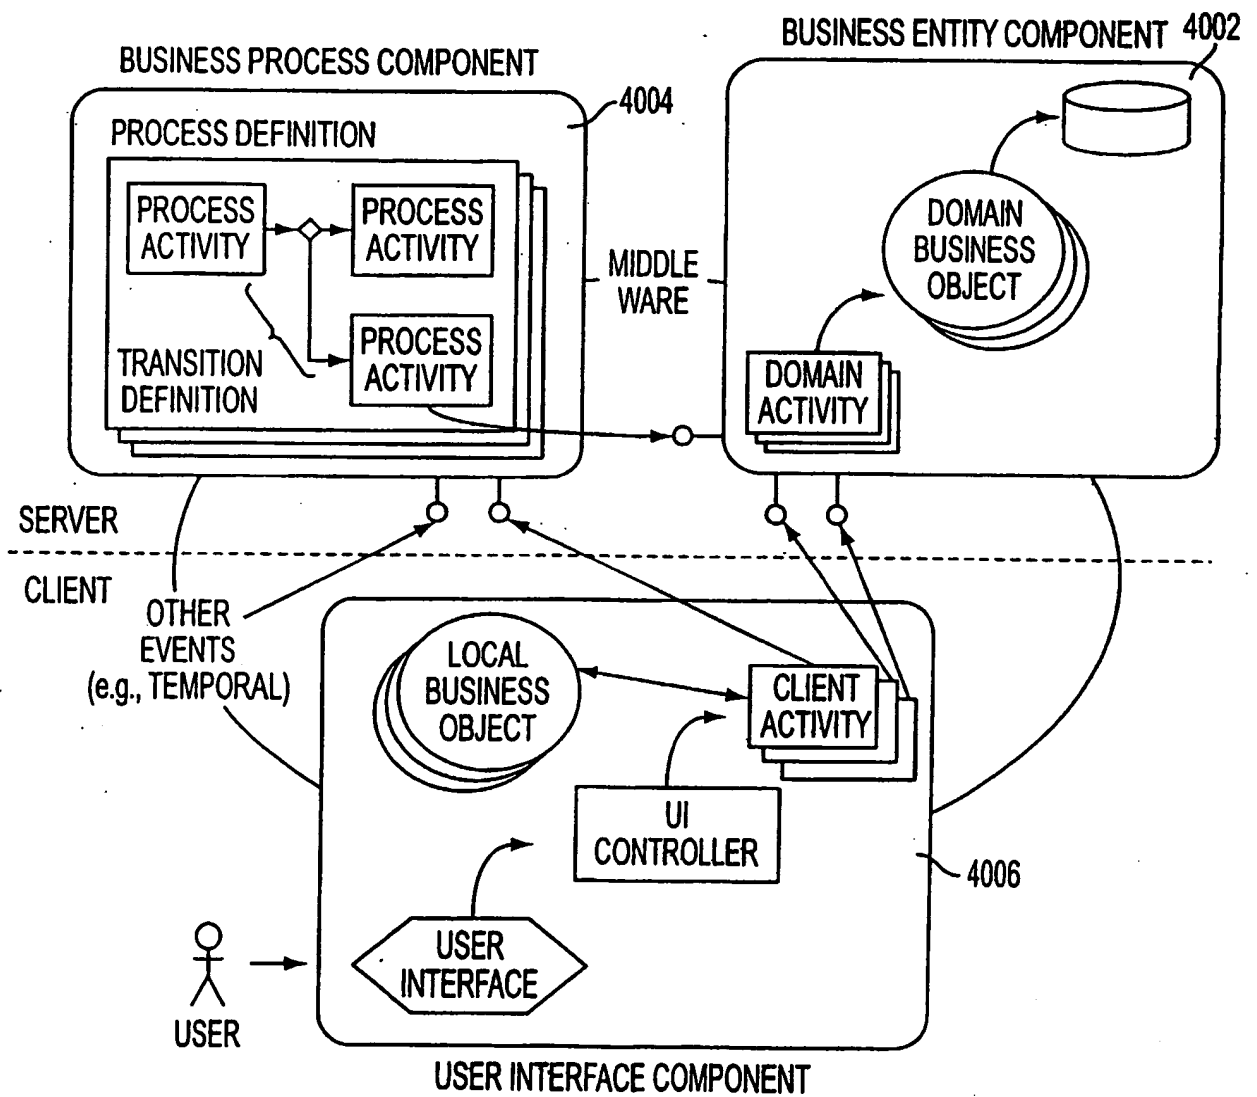 BUSINESS ENTITY COMPONENT
4002
BUSINESS PROCESS COMPONENT
4004
PROCESS DEFINITION
PROCESS
ACTIVITY
PROCESS
ACTIVITY
TRANSITION
DEFINITION
PROCESS
ACTIVITY
MIDDLE
WARE
DOMAIN
BUSINESS
OBJECT
DOMAIN
ACTIVITY
SERVER
CLIENT
OTHER
EVENTS
(e.g., TEMPORAL)
LOCAL
BUSINESS
OBJECT
CLIENT
ACTIVITY
UI
CONTROLLER
4006
USER
INTERFACE
USER
USER INTERFACE COMPONENT